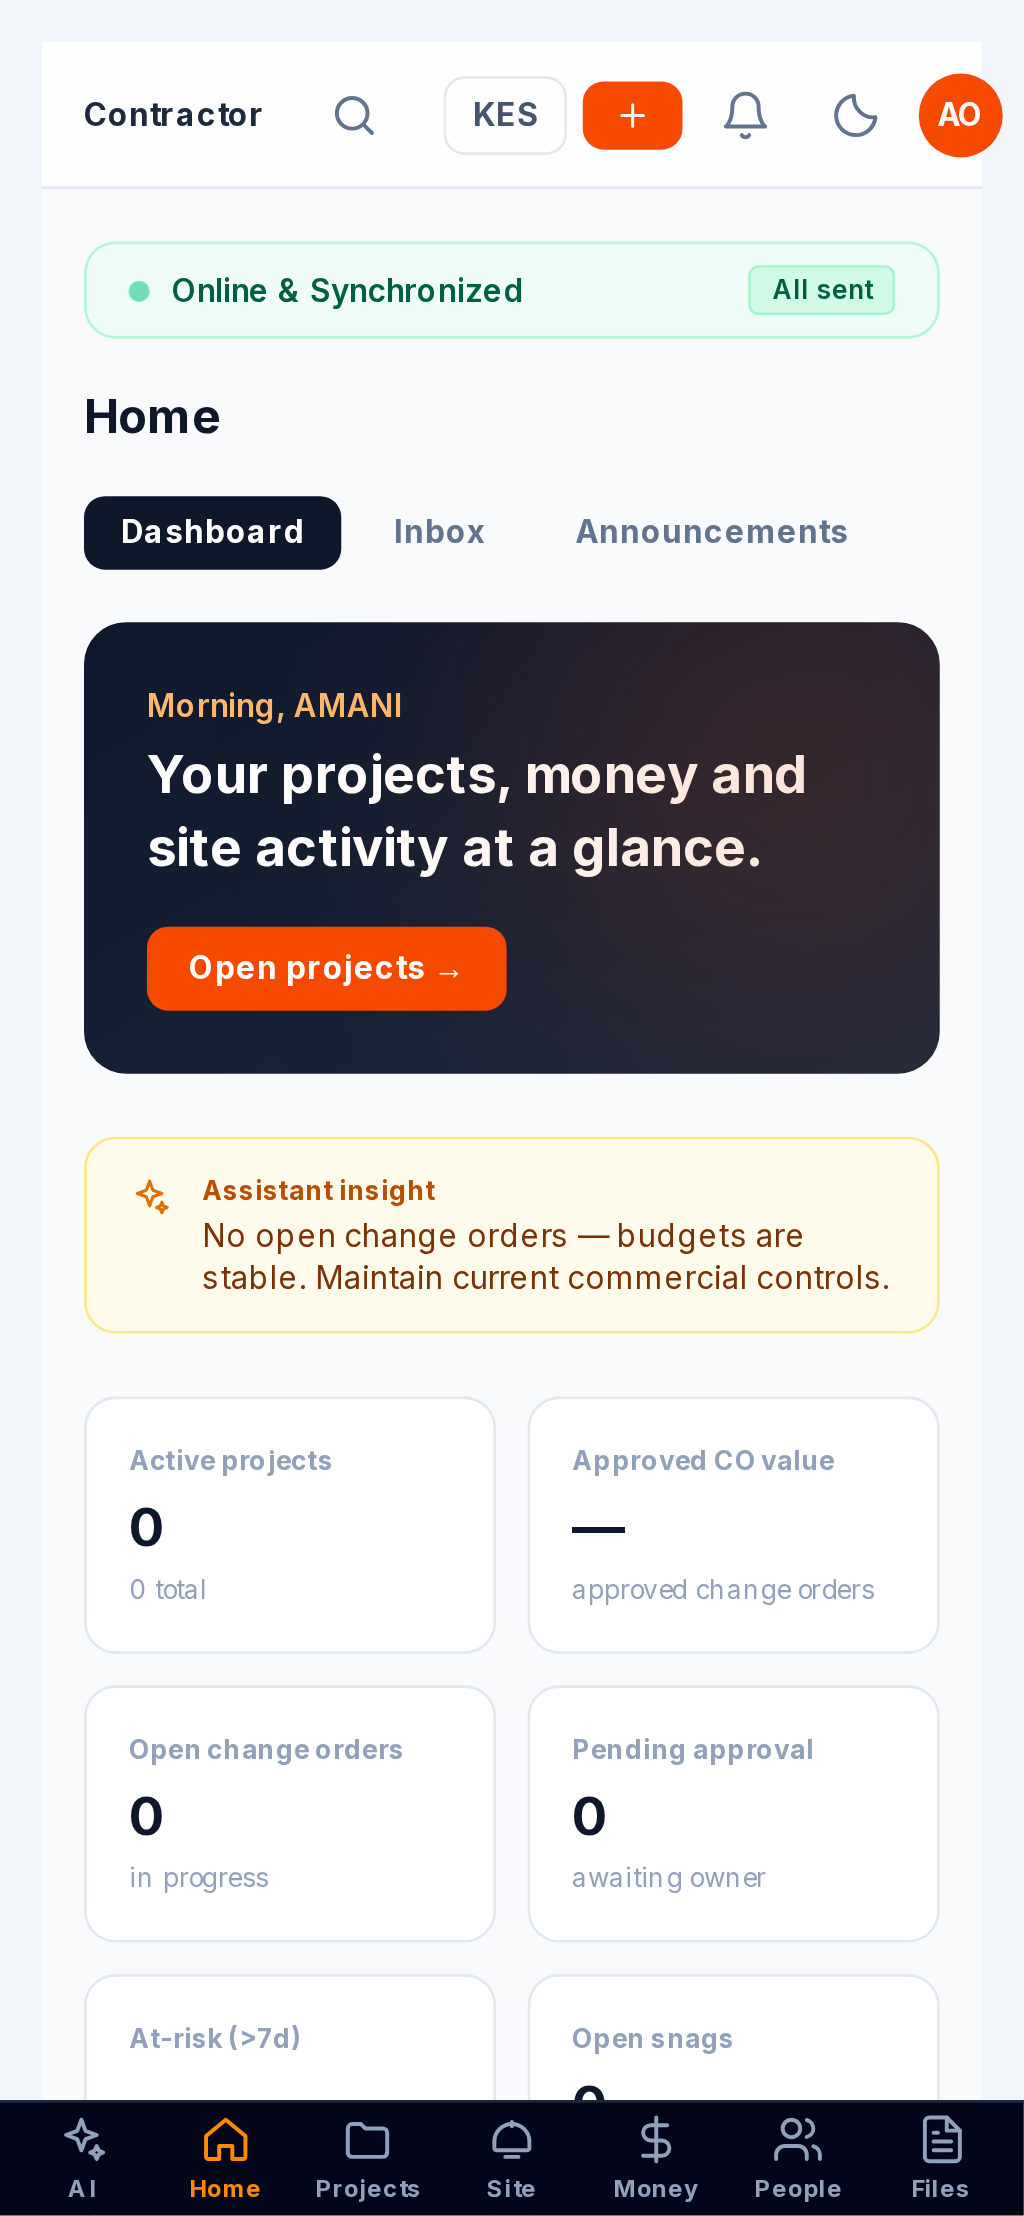 Contractor
KES
+
AO
Online & Synchronized
All sent
Home
Dashboard
Inbox
Announcements
Morning, AMANI
Your projects, money and
site activity at a glance.
Open projects →
Assistant insight
No open change orders — budgets are
stable. Maintain current commercial controls.
Active projects
0
0 total
Approved CO value
—
approved change orders
Open change orders
0
in progress
Pending approval
0
awaiting owner
At-risk (>7d)
Open snags
0
AI
Home
Projects
Site
Money
People
Files